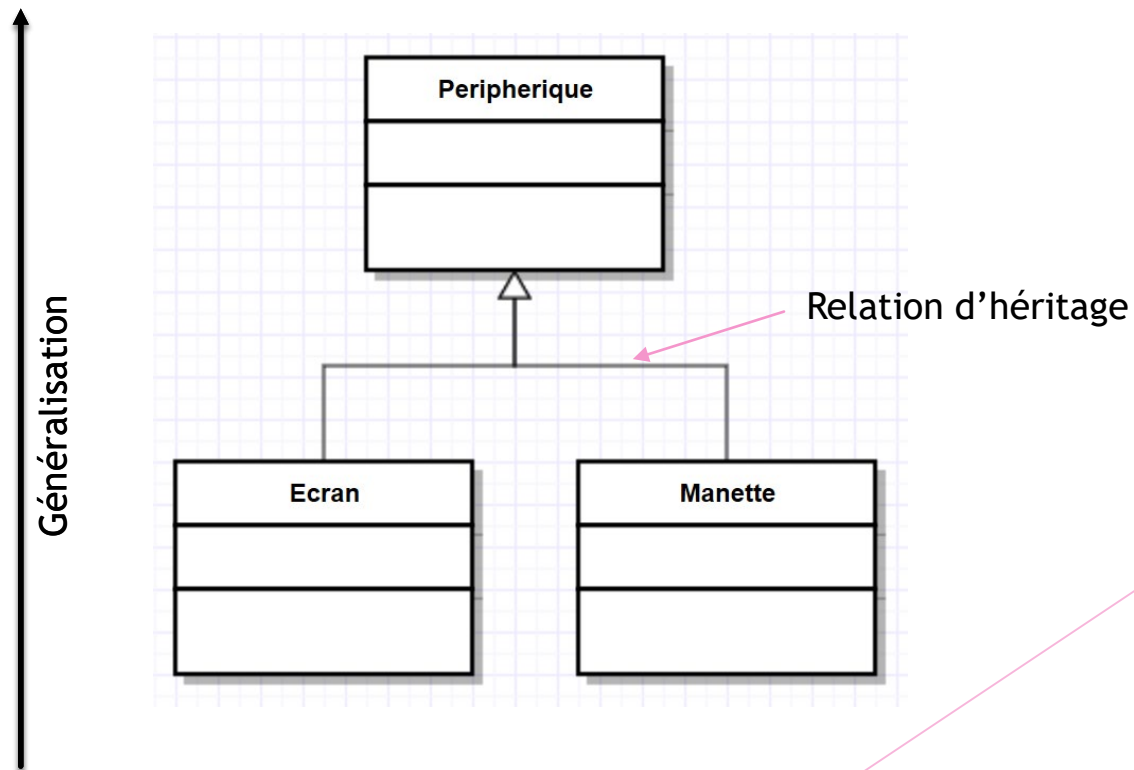 Généralisation
Peripherique
Relation d’héritage
Ecran
Manette